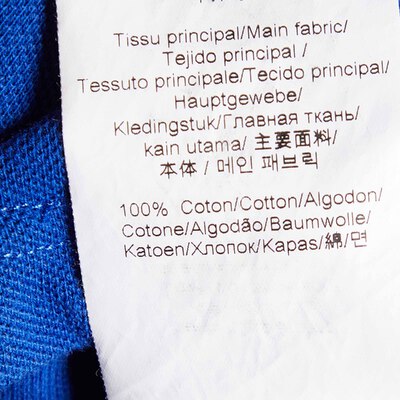 Tissu principal/Main fabric/
Tejido principal /
Tessuto principale/Tecido principal/
Hauptgewebe/
Kledingstuk/Главная ткань/
kain utama/ 主要面料/
本体 / 메인 패브릭
100% Coton/Cotton/Algodon/
Cotone/Algodão/Baumwolle/
Katoen/Хлопок/Kapas/綿/면